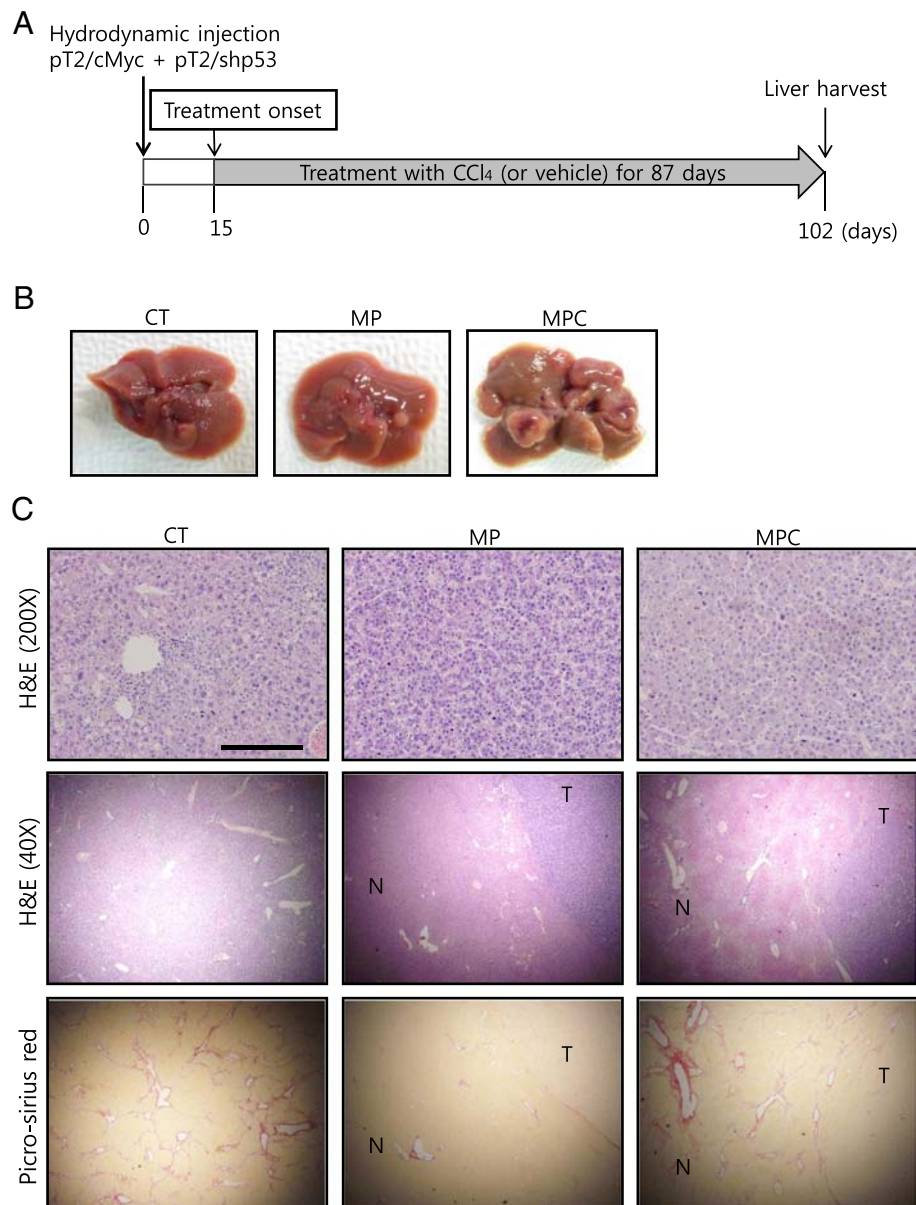 A
Hydrodynamic injection
pT2/cMyc + pT2/shp53
Treatment onset
Liver harvest
Treatment with CCl₄ (or vehicle) for 87 days
0
15
102 (days)
B
CT
MP
MPC
C
CT
MP
MPC
H&E (200X)
H&E (40X)
T
N
T
N
Picro-sirius red
T
N
T
N